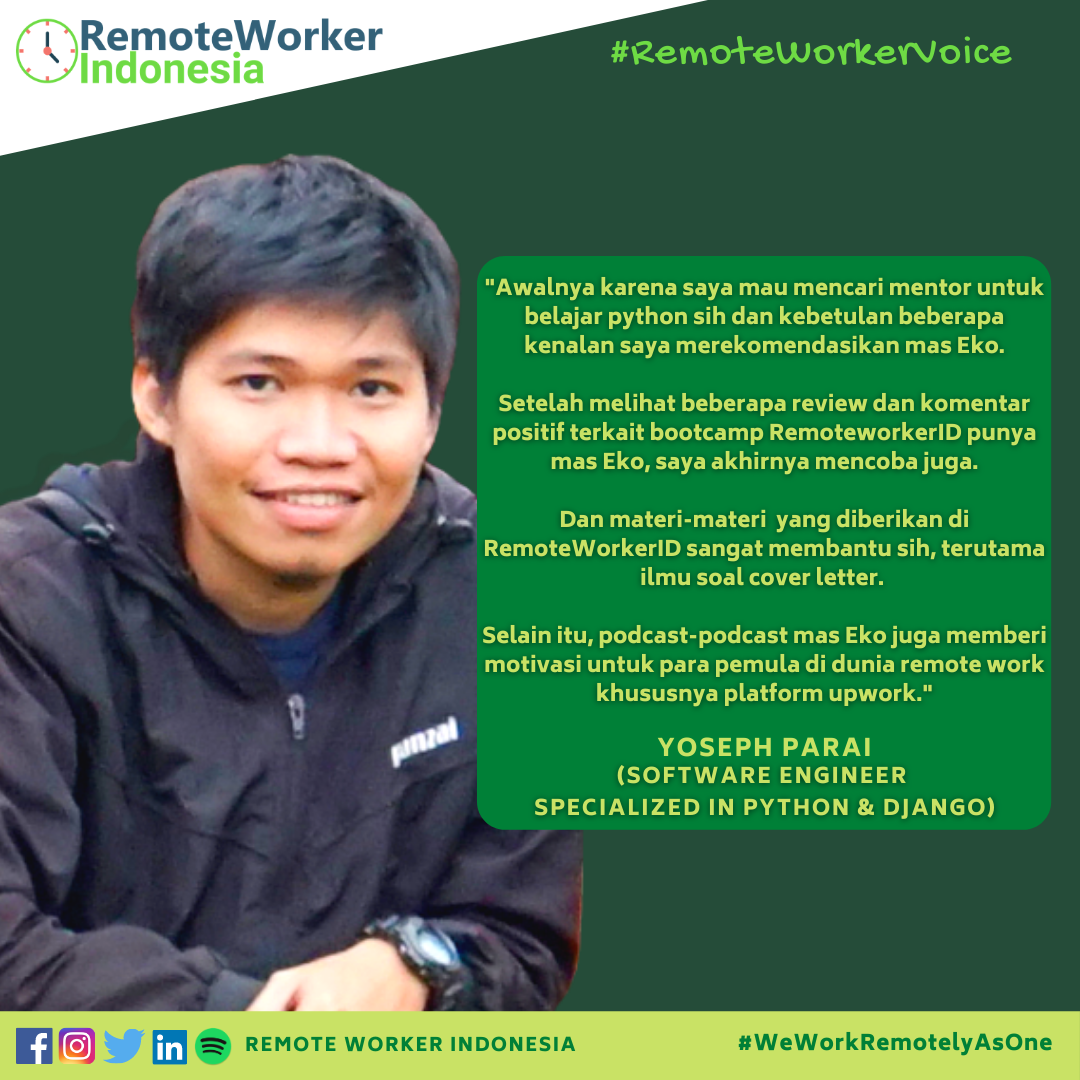 RemoteWorker
Indonesia
#RemoteWorkerVoice
"Awalnya karena saya mau mencari mentor untuk
belajar python sih dan kebetulan beberapa
kenalan saya merekomendasikan mas Eko.
Setelah melihat beberapa review dan komentar
positif terkait bootcamp RemoteworkerID punya
mas Eko, saya akhirnya mencoba juga.
Dan materi-materi yang diberikan di
RemoteWorkerID sangat membantu sih, terutama
ilmu soal cover letter.
Selain itu, podcast-podcast mas Eko juga memberi
motivasi untuk para pemula di dunia remote work
khususnya platform upwork."
YOSEPH PARAI
(SOFTWARE ENGINEER
SPECIALIZED IN PYTHON & DJANGO)
REMOTE WORKER INDONESIA
#WeWorkRemotelyAsOne